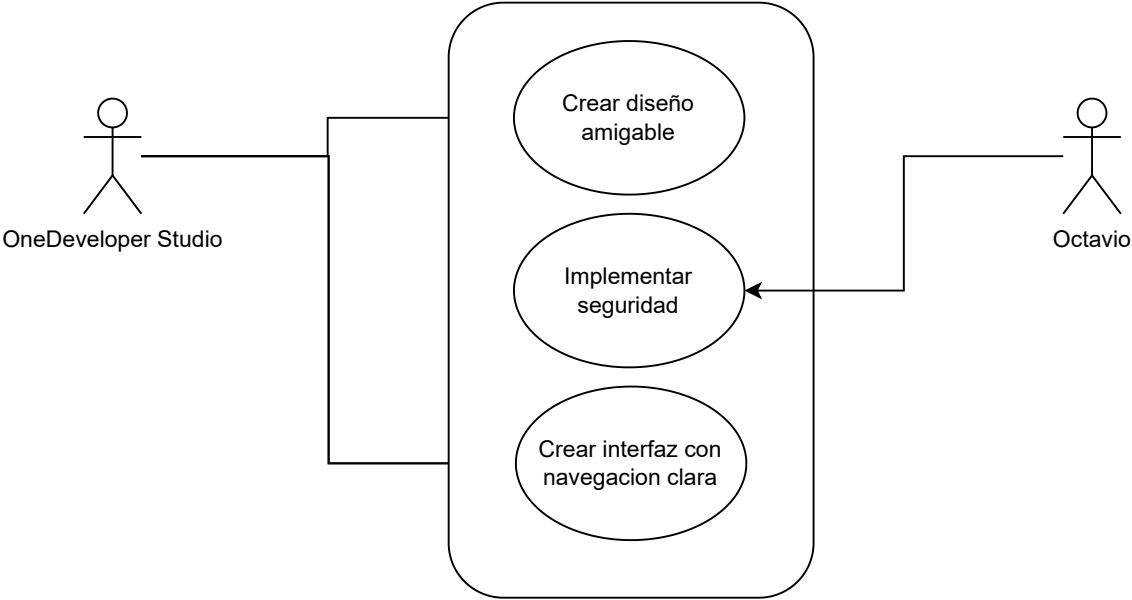 Crear diseño
amigable
OneDeveloper Studio
Octavio
Implementar
seguridad
Crear interfaz con
navegacion clara